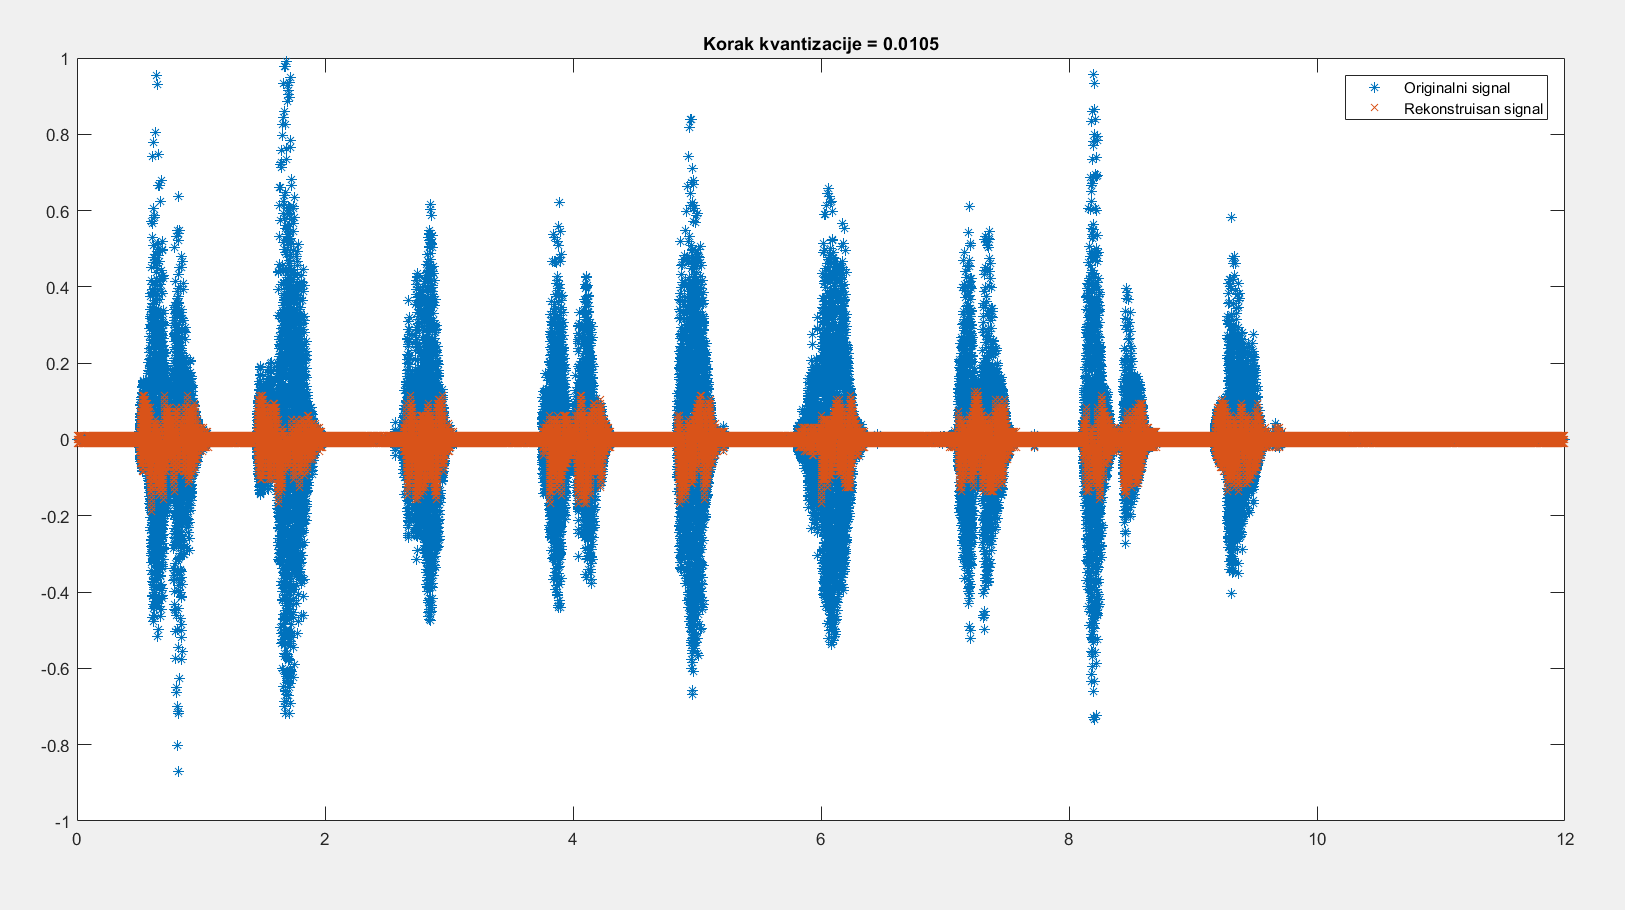 Korak kvantizacije = 0.0105
Originalni signal
Rekonstruisan signal
1
0.8
0.6
0.4
0.2
0
-0.2
-0.4
-0.6
-0.8
-1
0 2 4 6 8 10 12